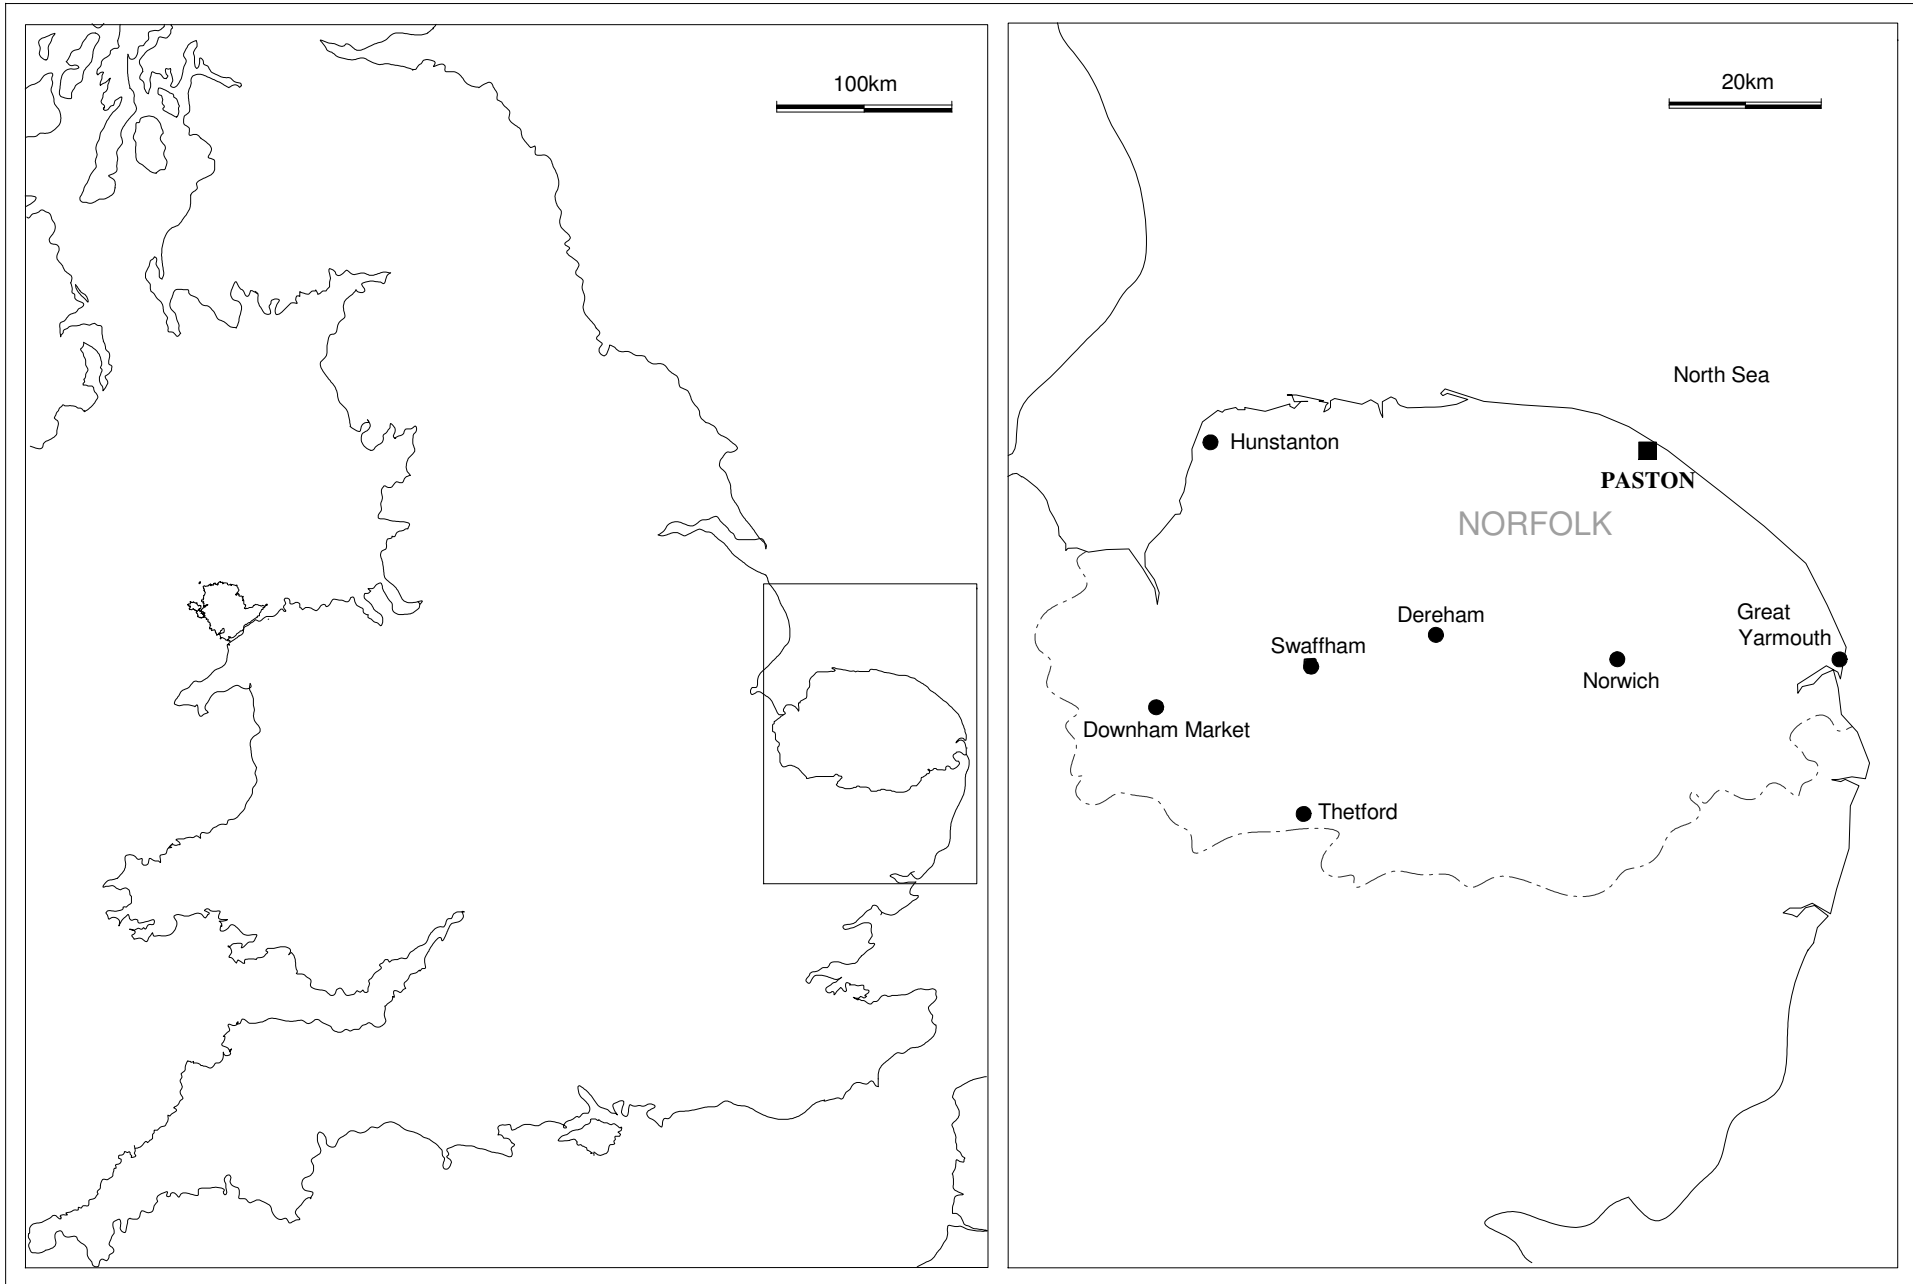 100km
20km
North Sea
Hunstanton
PASTON
NORFOLK
Dereham
Great
Yarmouth
Swaffham
Norwich
Downham Market
Thetford